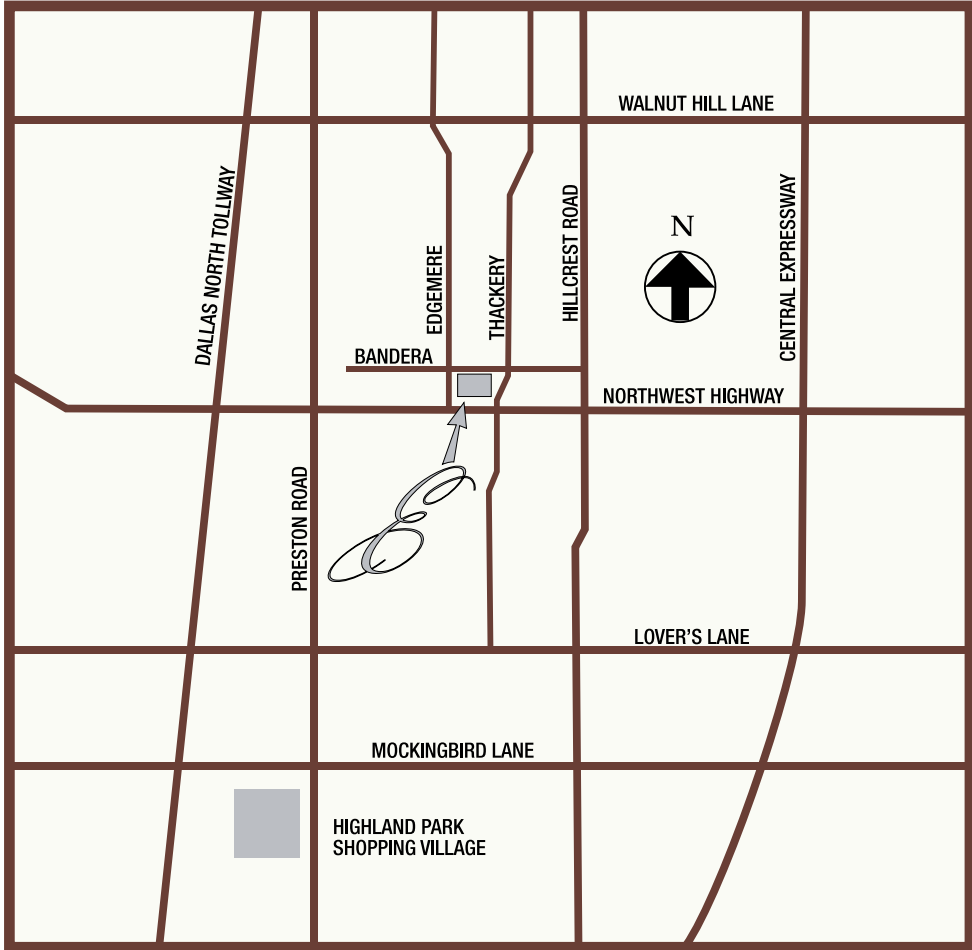 WALNUT HILL LANE
DALLAS NORTH TOLLWAY
EDGEMERE
THACKERY
HILLCREST ROAD
N
CENTRAL EXPRESSWAY
BANDERA
NORTHWEST HIGHWAY
PRESTON ROAD
E
LOVER'S LANE
MOCKINGBIRD LANE
HIGHLAND PARK
SHOPPING VILLAGE